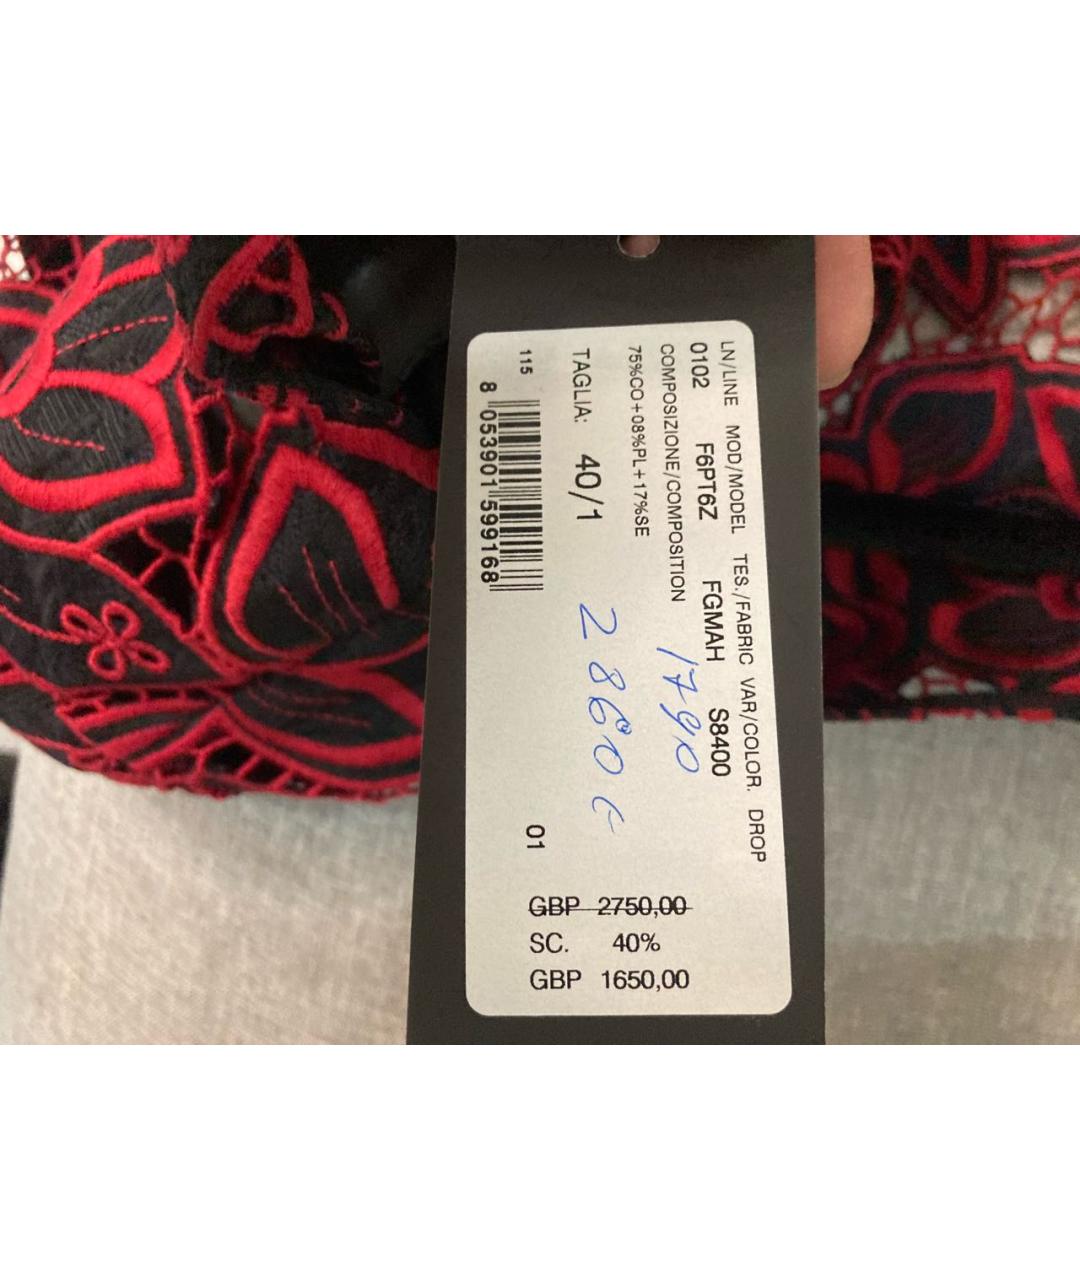 LN/LINE MOD/MODEL TES./FABRIC VAR/COLOR. DROP
0102 F6PT6Z FGMAH S8400
COMPOSIZIONE/COMPOSITION
75%CO+08%PL+17%SE
1790
TAGLIA: 40/1
2860 €
115
8 053901 599168
01
GBP 2750,00
SC. 40%
GBP 1650,00